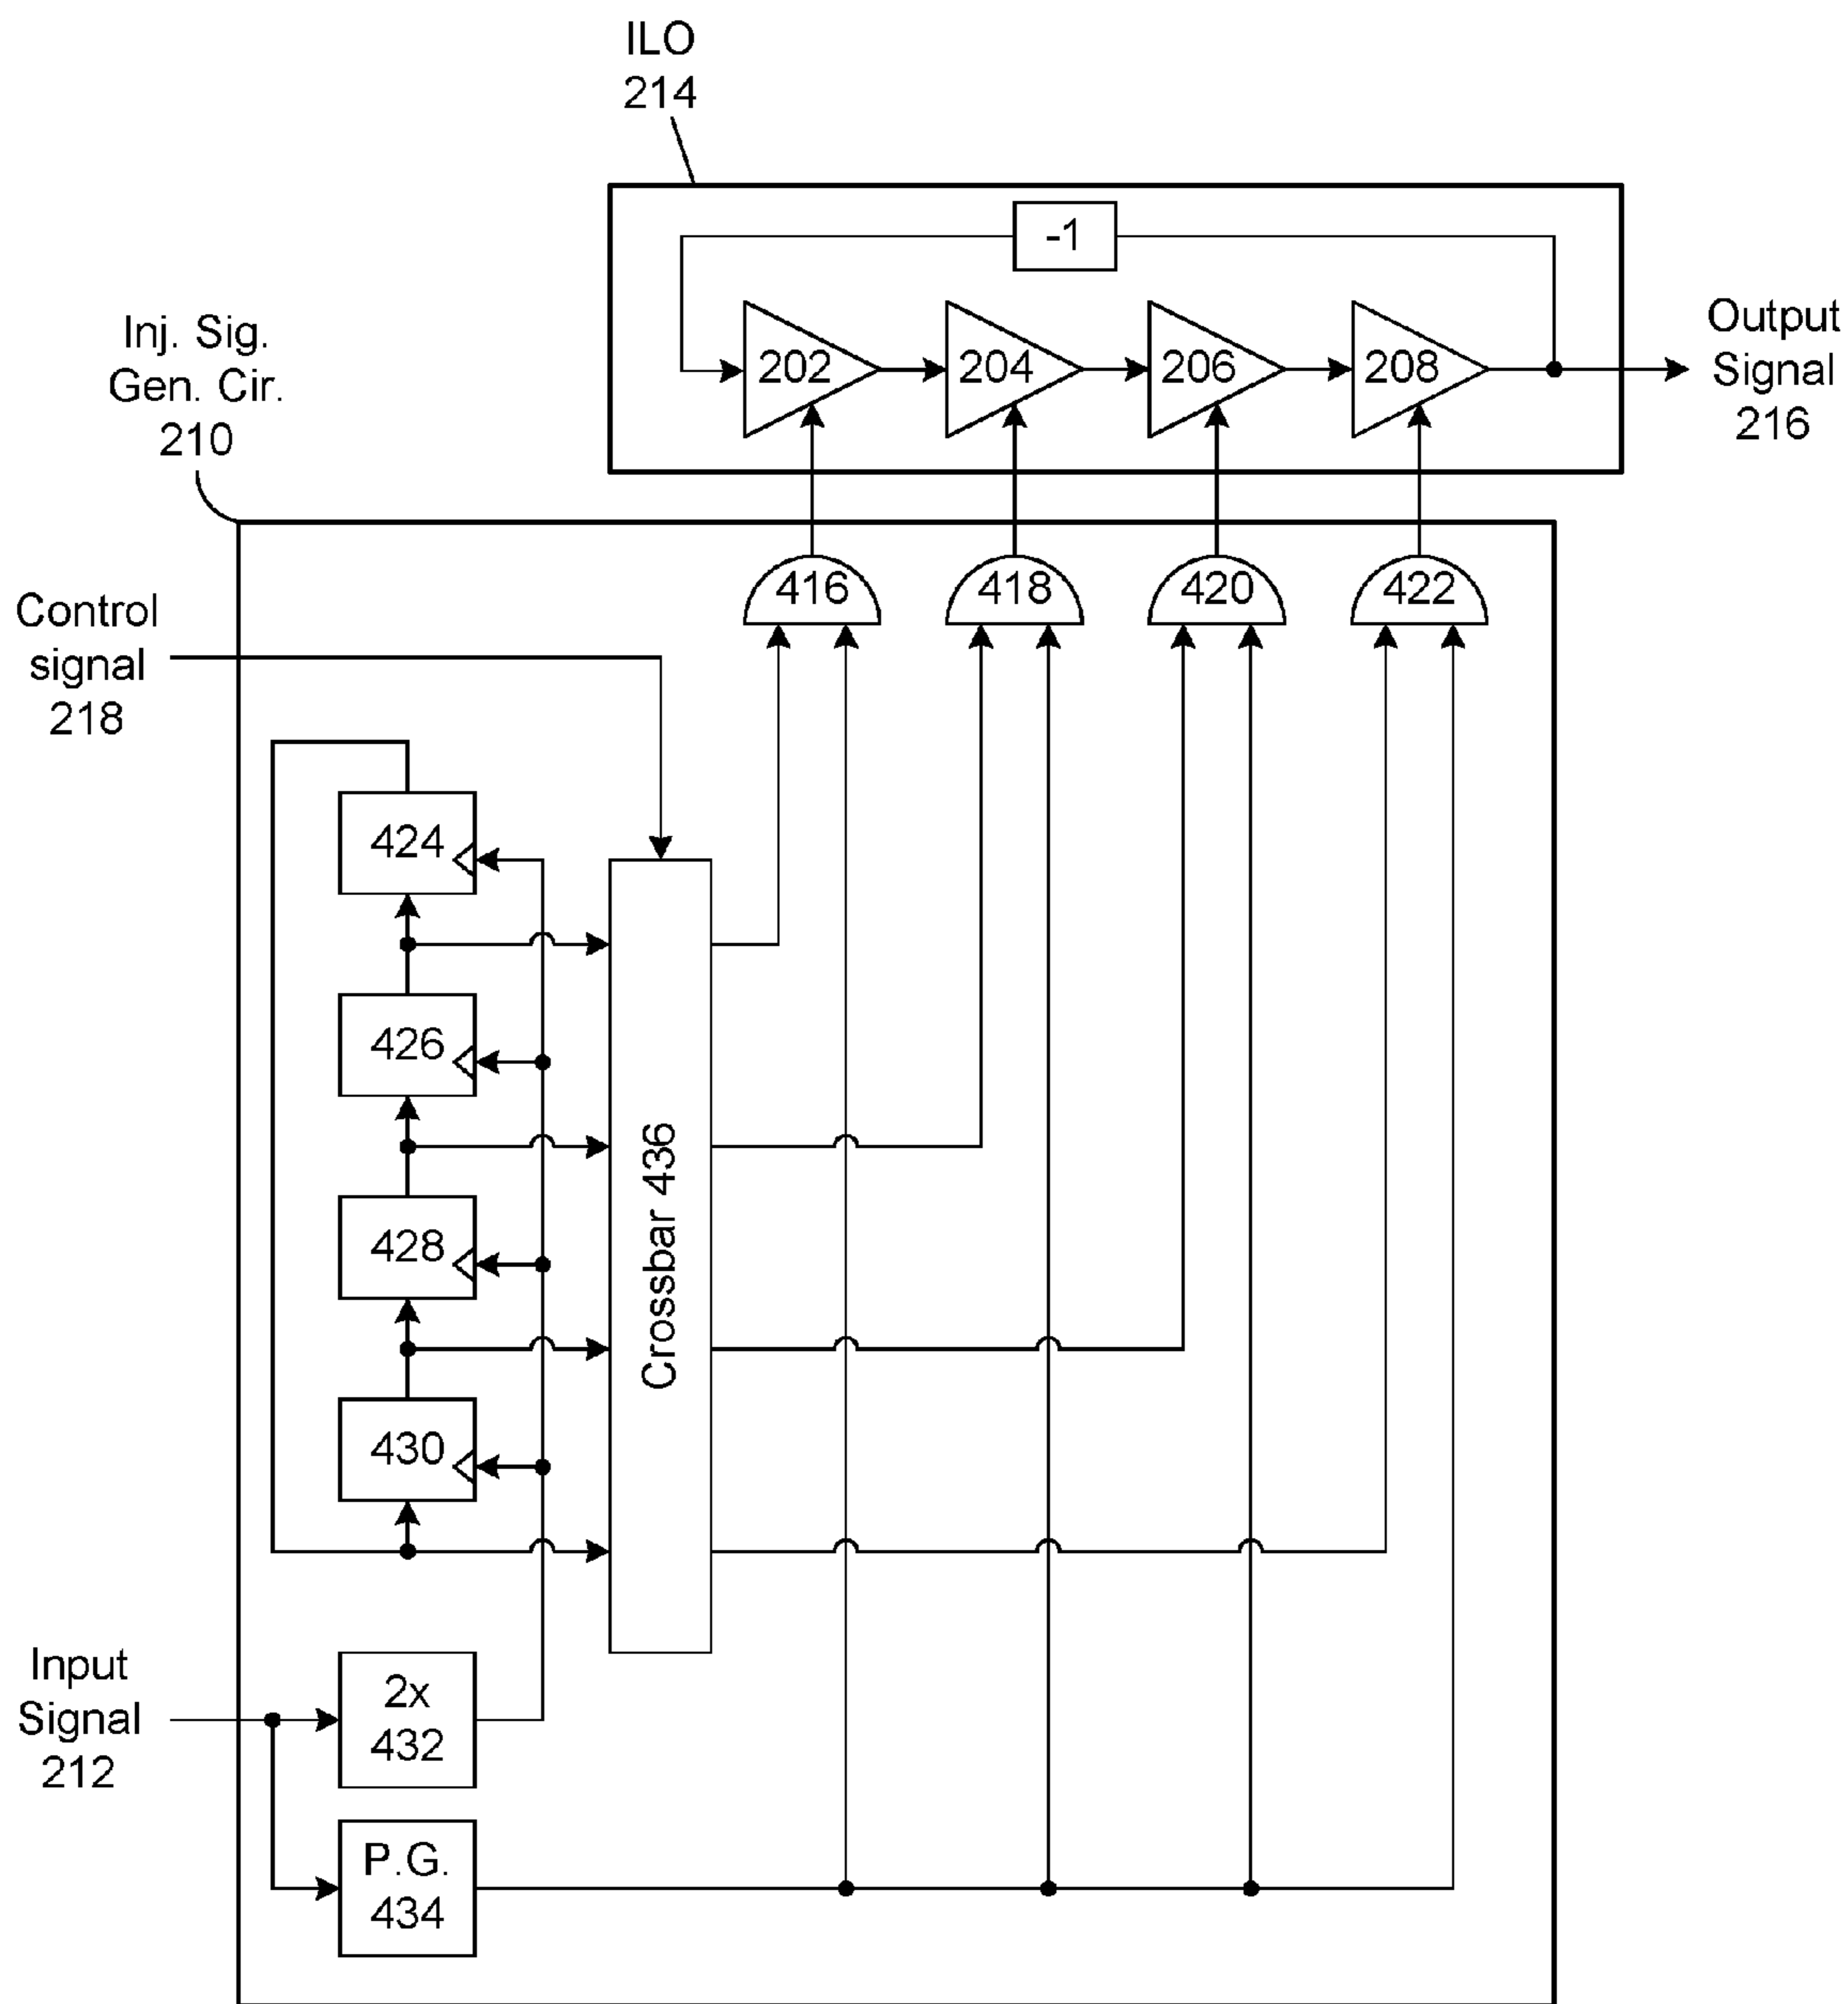 ILO
214
-1
202
204
206
208
Output
Signal
216
Inj. Sig.
Gen. Cir.
210
416
418
420
422
Control
signal
218
424
426
428
430
Crossbar 436
Input
Signal
212
2x
432
P.G.
434